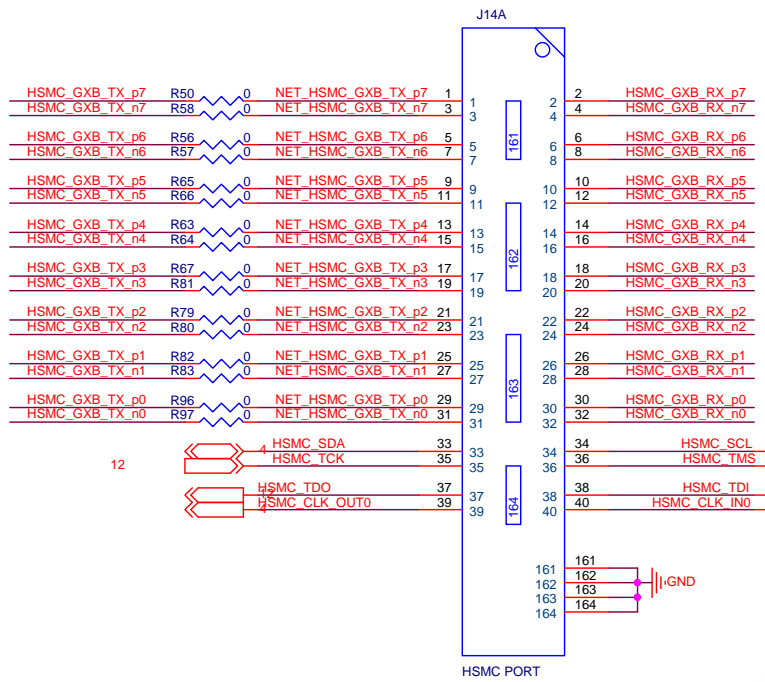 J14A
HSMC_GXB_TX_p7 R50 0 NET_HSMC_GXB_TX_p7 1 1 2 2 HSMC_GXB_RX_p7
HSMC_GXB_TX_n7 R58 0 NET_HSMC_GXB_TX_n7 3 3 4 4 HSMC_GXB_RX_n7
161
HSMC_GXB_TX_p6 R56 0 NET_HSMC_GXB_TX_p6 5 5 6 6 HSMC_GXB_RX_p6
HSMC_GXB_TX_n6 R57 0 NET_HSMC_GXB_TX_n6 7 7 8 8 HSMC_GXB_RX_n6
HSMC_GXB_TX_p5 R65 0 NET_HSMC_GXB_TX_p5 9 9 10 10 HSMC_GXB_RX_p5
HSMC_GXB_TX_n5 R66 0 NET_HSMC_GXB_TX_n5 11 11 12 12 HSMC_GXB_RX_n5
HSMC_GXB_TX_p4 R63 0 NET_HSMC_GXB_TX_p4 13 13 14 14 HSMC_GXB_RX_p4
HSMC_GXB_TX_n4 R64 0 NET_HSMC_GXB_TX_n4 15 15 16 16 HSMC_GXB_RX_n4
162
HSMC_GXB_TX_p3 R67 0 NET_HSMC_GXB_TX_p3 17 17 18 18 HSMC_GXB_RX_p3
HSMC_GXB_TX_n3 R81 0 NET_HSMC_GXB_TX_n3 19 19 20 20 HSMC_GXB_RX_n3
HSMC_GXB_TX_p2 R79 0 NET_HSMC_GXB_TX_p2 21 21 22 22 HSMC_GXB_RX_p2
HSMC_GXB_TX_n2 R80 0 NET_HSMC_GXB_TX_n2 23 23 24 24 HSMC_GXB_RX_n2
HSMC_GXB_TX_p1 R82 0 NET_HSMC_GXB_TX_p1 25 25 26 26 HSMC_GXB_RX_p1
HSMC_GXB_TX_n1 R83 0 NET_HSMC_GXB_TX_n1 27 27 28 28 HSMC_GXB_RX_n1
163
HSMC_GXB_TX_p0 R96 0 NET_HSMC_GXB_TX_p0 29 29 30 30 HSMC_GXB_RX_p0
HSMC_GXB_TX_n0 R97 0 NET_HSMC_GXB_TX_n0 31 31 32 32 HSMC_GXB_RX_n0
4 HSMC_SDA 33 33 34 34 HSMC_SCL
12 HSMC_TCK 35 35 36 36 HSMC_TMS
12 HSMC_TDO 37 37 38 38 HSMC_TDI
4 HSMC_CLK_OUT0 39 39 40 40 HSMC_CLK_IN0
164
161 161
162 162 GND
163 163
164 164
HSMC PORT